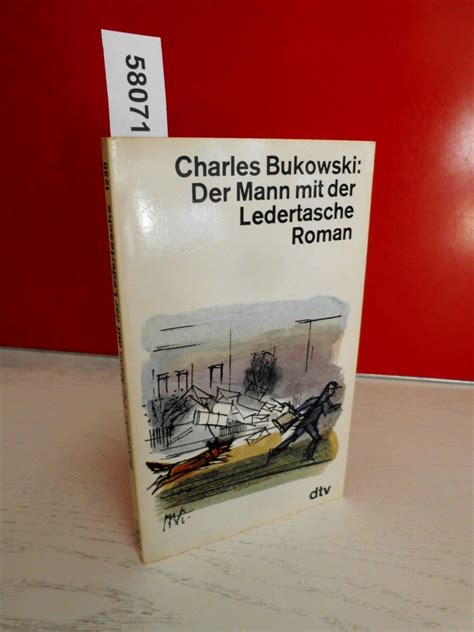 58071
Charles Bukowski:
Der Mann mit der
Ledertasche
Roman
dtv